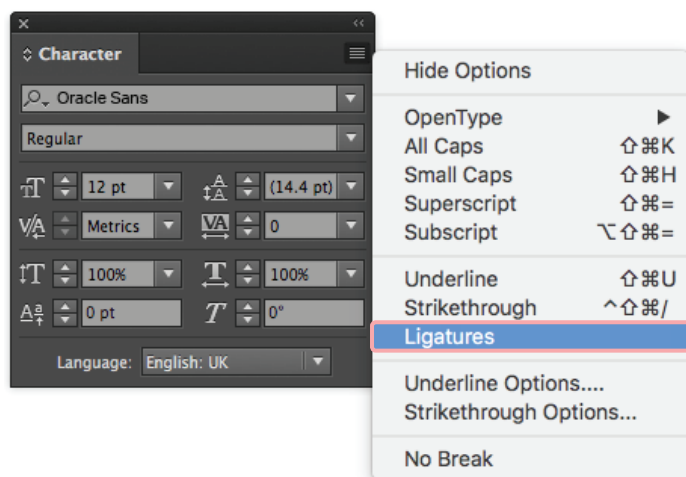 Character
Oracle Sans
Regular
12 pt
(14.4 pt)
Metrics
0
100%
100%
0 pt
0°
Language: English: UK
Hide Options
OpenType ▶
All Caps ⇧⌘K
Small Caps ⇧⌘H
Superscript ⇧⌘=
Subscript ⌥⇧⌘=
Underline ⇧⌘U
Strikethrough ^⇧⌘/
Ligatures
Underline Options....
Strikethrough Options...
No Break